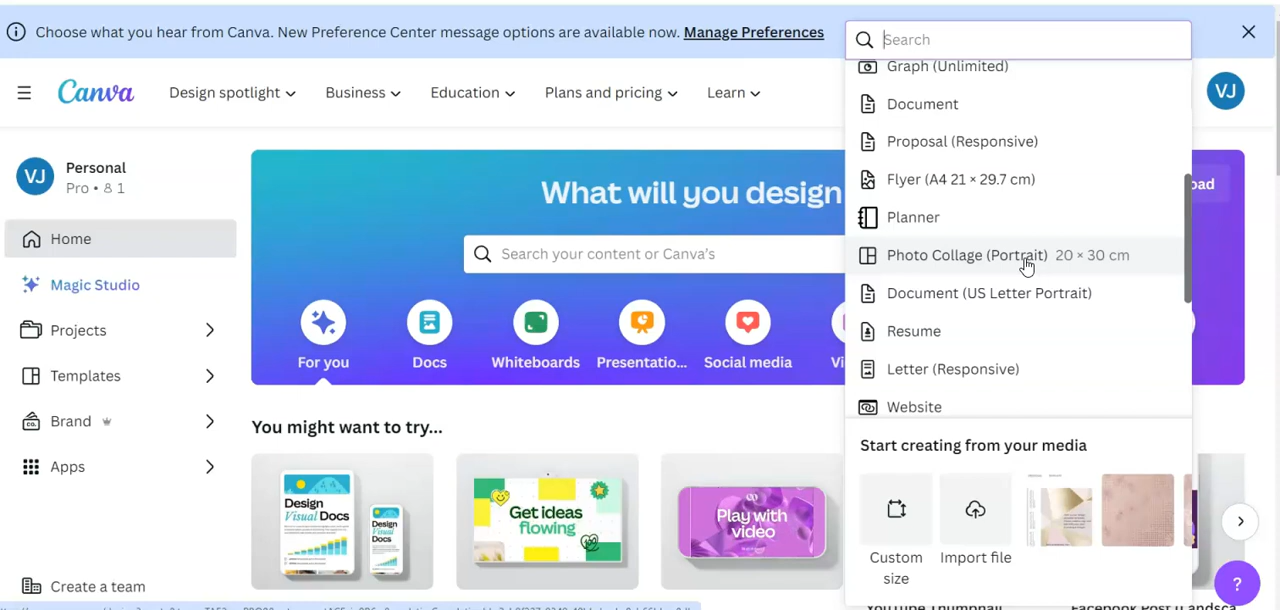 Choose what you hear from Canva. New Preference Center message options are available now. Manage Preferences
Search
Canva
Design spotlight
Business
Education
Plans and pricing
Learn
VJ
VJ
Personal
Pro • 1
Home
Magic Studio
Projects
Templates
Brand
Apps
Create a team
What will you design
Search your content or Canva's
For you
Docs
Whiteboards
Presentatio...
Social media
You might want to try...
Design
Visual Docs
Design
Visual
Docs
Get ideas
flowing
Play with
video
Graph (Unlimited)
Document
Proposal (Responsive)
Flyer (A4 21 × 29.7 cm)
Planner
Photo Collage (Portrait) 20 × 30 cm
Document (US Letter Portrait)
Resume
Letter (Responsive)
Website
Start creating from your media
Custom
size
Import file
?